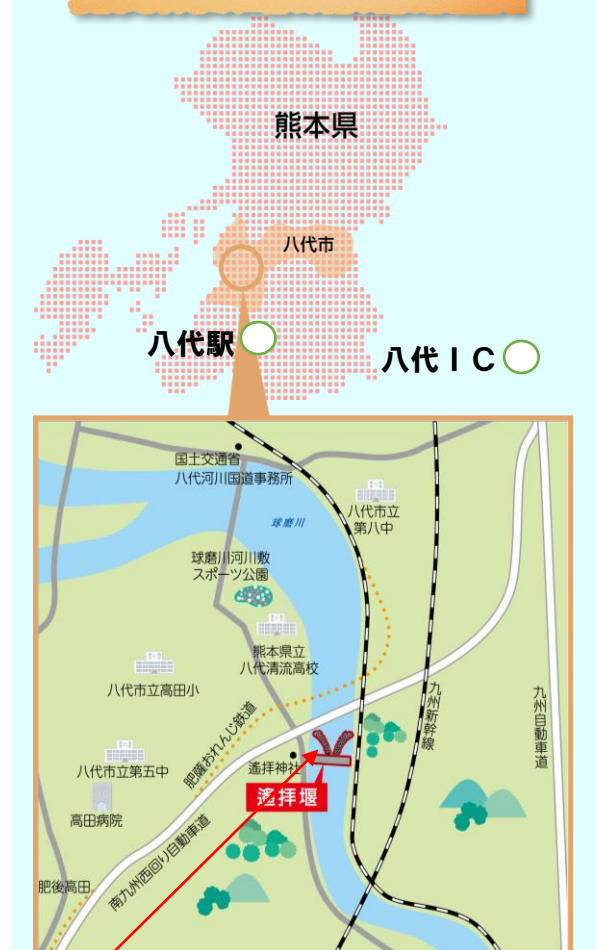 熊本県
八代市
八代駅
八代ＩＣ
国土交通省
八代河川国道事務所
八代市立
第八中
球磨川
球磨川河川敷
スポーツ公園
熊本県立
八代清流高校
八代市立高田小
九州新幹線
九州自動車道
肥薩おれんじ鉄道
八代市立第五中
遙拝神社
遙拝堰
高田病院
南九州西回り自動車道
肥後高田